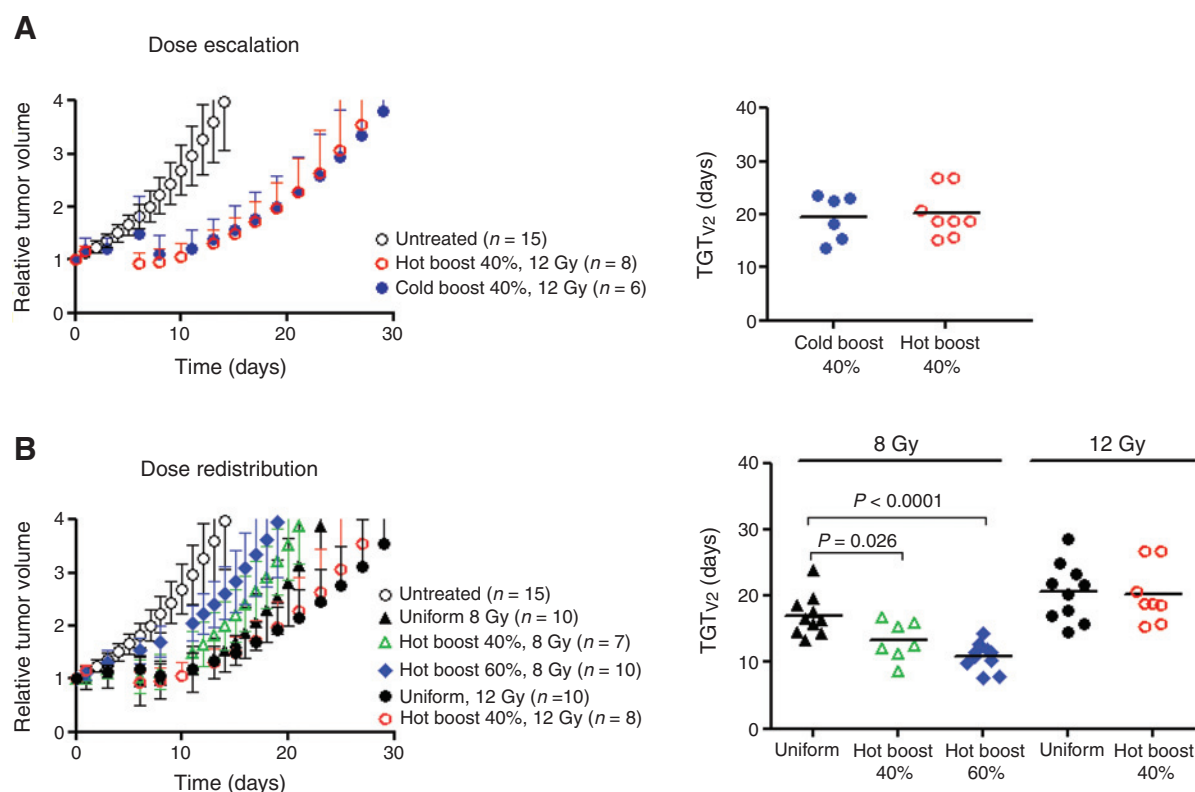 A
Dose escalation
Relative tumor volume
4
3
2
1
0
0 10 20 30
Time (days)
Untreated (n = 15)
Hot boost 40%, 12 Gy (n = 8)
Cold boost 40%, 12 Gy (n = 6)
TGTV2 (days)
40
30
20
10
0
Cold boost Hot boost
40% 40%
B
Dose redistribution
Relative tumor volume
4
3
2
1
0
0 10 20 30
Time (days)
Untreated (n = 15)
Uniform 8 Gy (n = 10)
Hot boost 40%, 8 Gy (n = 7)
Hot boost 60%, 8 Gy (n = 10)
Uniform, 12 Gy (n =10)
Hot boost 40%, 12 Gy (n = 8)
8 Gy 12 Gy
TGTV2 (days)
40
30
20
10
0
P < 0.0001
P = 0.026
Uniform Hot boost Hot boost Uniform Hot boost
40% 60% 40%